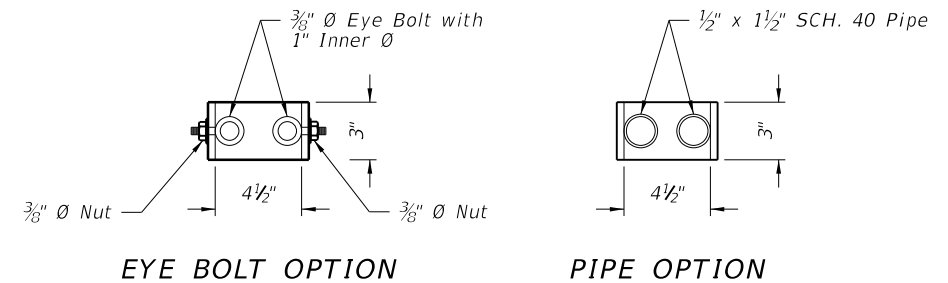 ⅜" Ø Eye Bolt with
1" Inner Ø
½" x 1½" SCH. 40 Pipe
3"
3"
4½"
4½"
⅜" Ø Nut
⅜" Ø Nut
EYE BOLT OPTION
PIPE OPTION